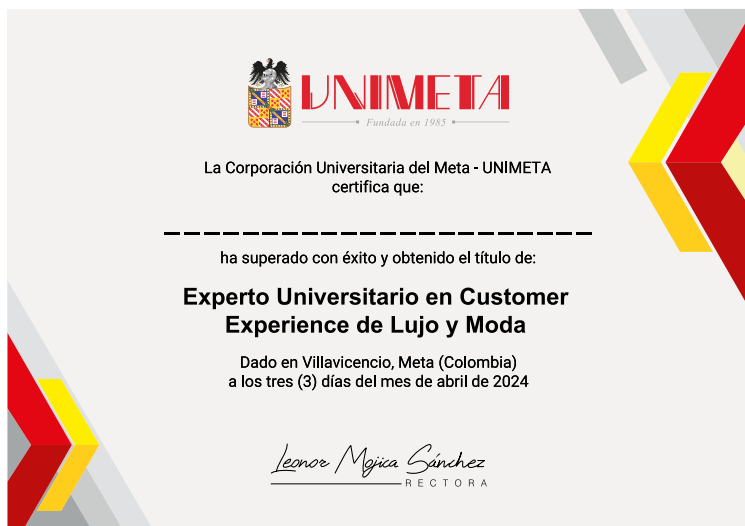 UNIMETA
Fundada en 1985
La Corporación Universitaria del Meta - UNIMETA
certifica que:
ha superado con éxito y obtenido el título de:
Experto Universitario en Customer
Experience de Lujo y Moda
Dado en Villavicencio, Meta (Colombia)
a los tres (3) días del mes de abril de 2024
Leonor Mojica Sánchez
RECTORA